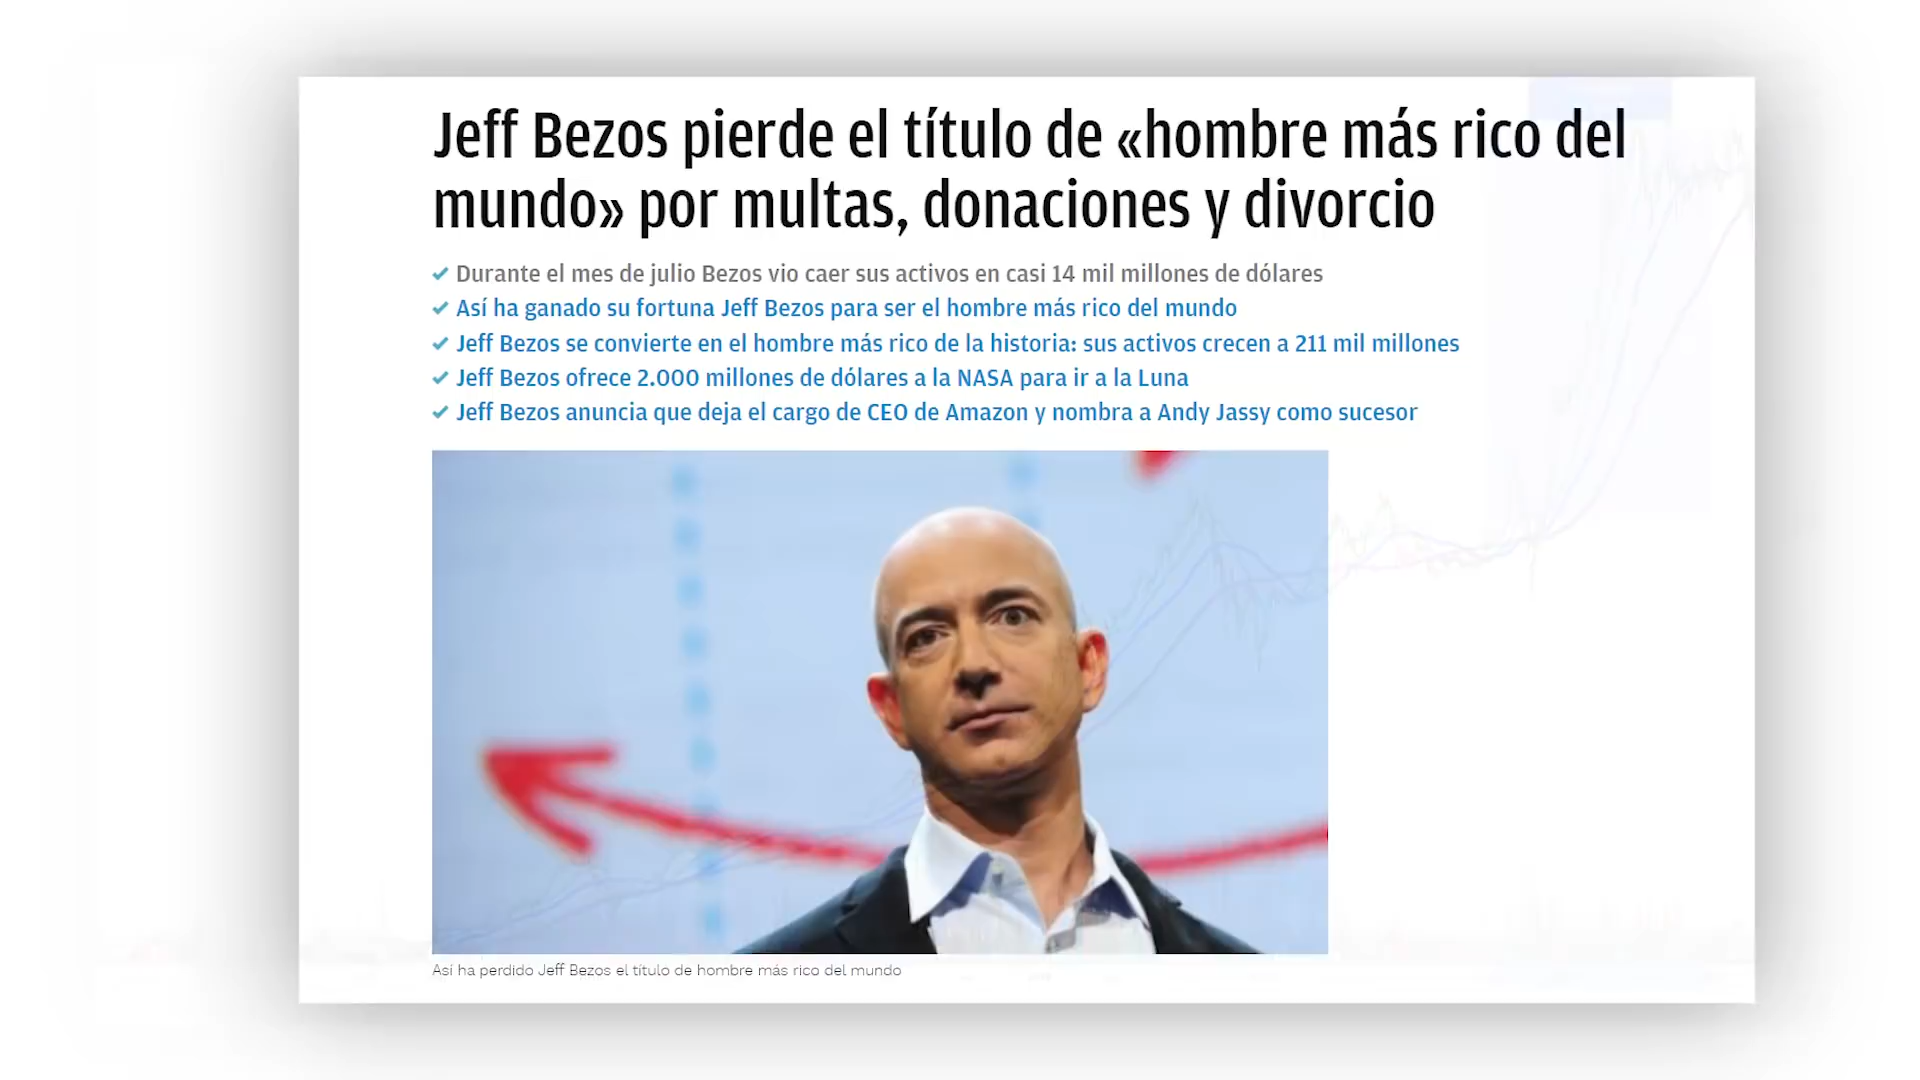 Jeff Bezos pierde el título de «hombre más rico del
mundo» por multas, donaciones y divorcio
Durante el mes de julio Bezos vio caer sus activos en casi 14 mil millones de dólares
Así ha ganado su fortuna Jeff Bezos para ser el hombre más rico del mundo
Jeff Bezos se convierte en el hombre más rico de la historia: sus activos crecen a 211 mil millones
Jeff Bezos ofrece 2.000 millones de dólares a la NASA para ir a la Luna
Jeff Bezos anuncia que deja el cargo de CEO de Amazon y nombra a Andy Jassy como sucesor
Así ha perdido Jeff Bezos el título de hombre más rico del mundo